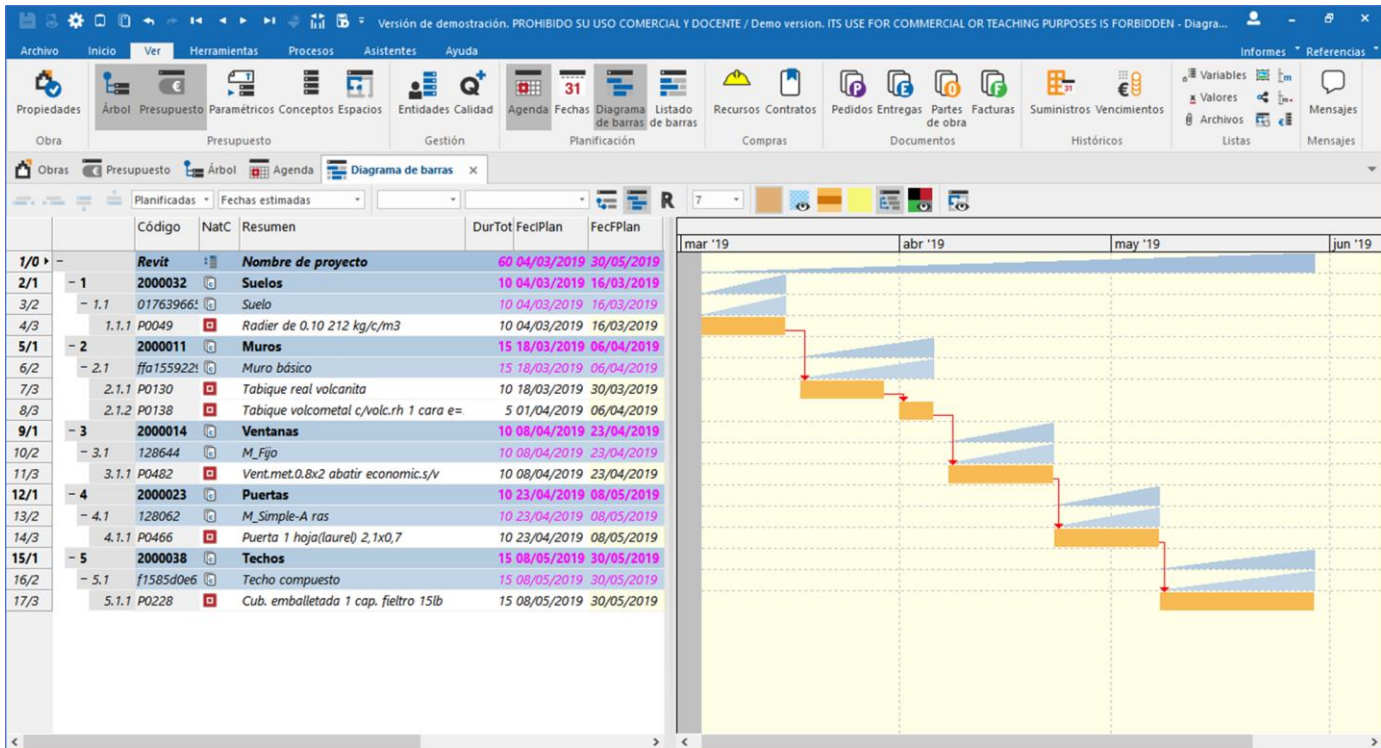 Versión de demostración. PROHIBIDO SU USO COMERCIAL Y DOCENTE / Demo version. ITS USE FOR COMMERCIAL OR TEACHING PURPOSES IS FORBIDDEN - Diagra...
Archivo Inicio Ver Herramientas Procesos Asistentes Ayuda Informes Referencias
Propiedades Árbol Presupuesto Paramétricos Conceptos Espacios Entidades Calidad Agenda Fechas Diagrama de barras Listado de barras Recursos Contratos Pedidos Entregas Partes de obra Facturas Suministros Vencimientos Variables Valores Archivos Mensajes
Obra Presupuesto Gestión Planificación Compras Documentos Históricos Listas Mensajes
Obras Presupuesto Árbol Agenda Diagrama de barras ×
Planificadas Fechas estimadas R 7
Código NatC Resumen DurTot FecIPlan FecFPlan
mar '19 abr '19 may '19 jun '19
1/0 - Revit Nombre de proyecto 60 04/03/2019 30/05/2019
2/1 - 1 2000032 Suelos 10 04/03/2019 16/03/2019
3/2 - 1.1 01763966 Suelo 10 04/03/2019 16/03/2019
4/3 1.1.1 P0049 Radier de 0.10 212 kg/c/m3 10 04/03/2019 16/03/2019
5/1 - 2 2000011 Muros 15 18/03/2019 06/04/2019
6/2 - 2.1 ffa155922 Muro básico 15 18/03/2019 06/04/2019
7/3 2.1.1 P0130 Tabique real volcanita 10 18/03/2019 30/03/2019
8/3 2.1.2 P0138 Tabique volcometal c/volc.rh 1 cara e= 5 01/04/2019 06/04/2019
9/1 - 3 2000014 Ventanas 10 08/04/2019 23/04/2019
10/2 - 3.1 128644 M_Fijo 10 08/04/2019 23/04/2019
11/3 3.1.1 P0482 Vent.met.0.8x2 abatir economic.s/v 10 08/04/2019 23/04/2019
12/1 - 4 2000023 Puertas 10 23/04/2019 08/05/2019
13/2 - 4.1 128062 M_Simple-A ras 10 23/04/2019 08/05/2019
14/3 4.1.1 P0466 Puerta 1 hoja(laurel) 2,1x0,7 10 23/04/2019 08/05/2019
15/1 - 5 2000038 Techos 15 08/05/2019 30/05/2019
16/2 - 5.1 f1585d0e6 Techo compuesto 15 08/05/2019 30/05/2019
17/3 5.1.1 P0228 Cub. emballetada 1 cap. fieltro 15lb 15 08/05/2019 30/05/2019